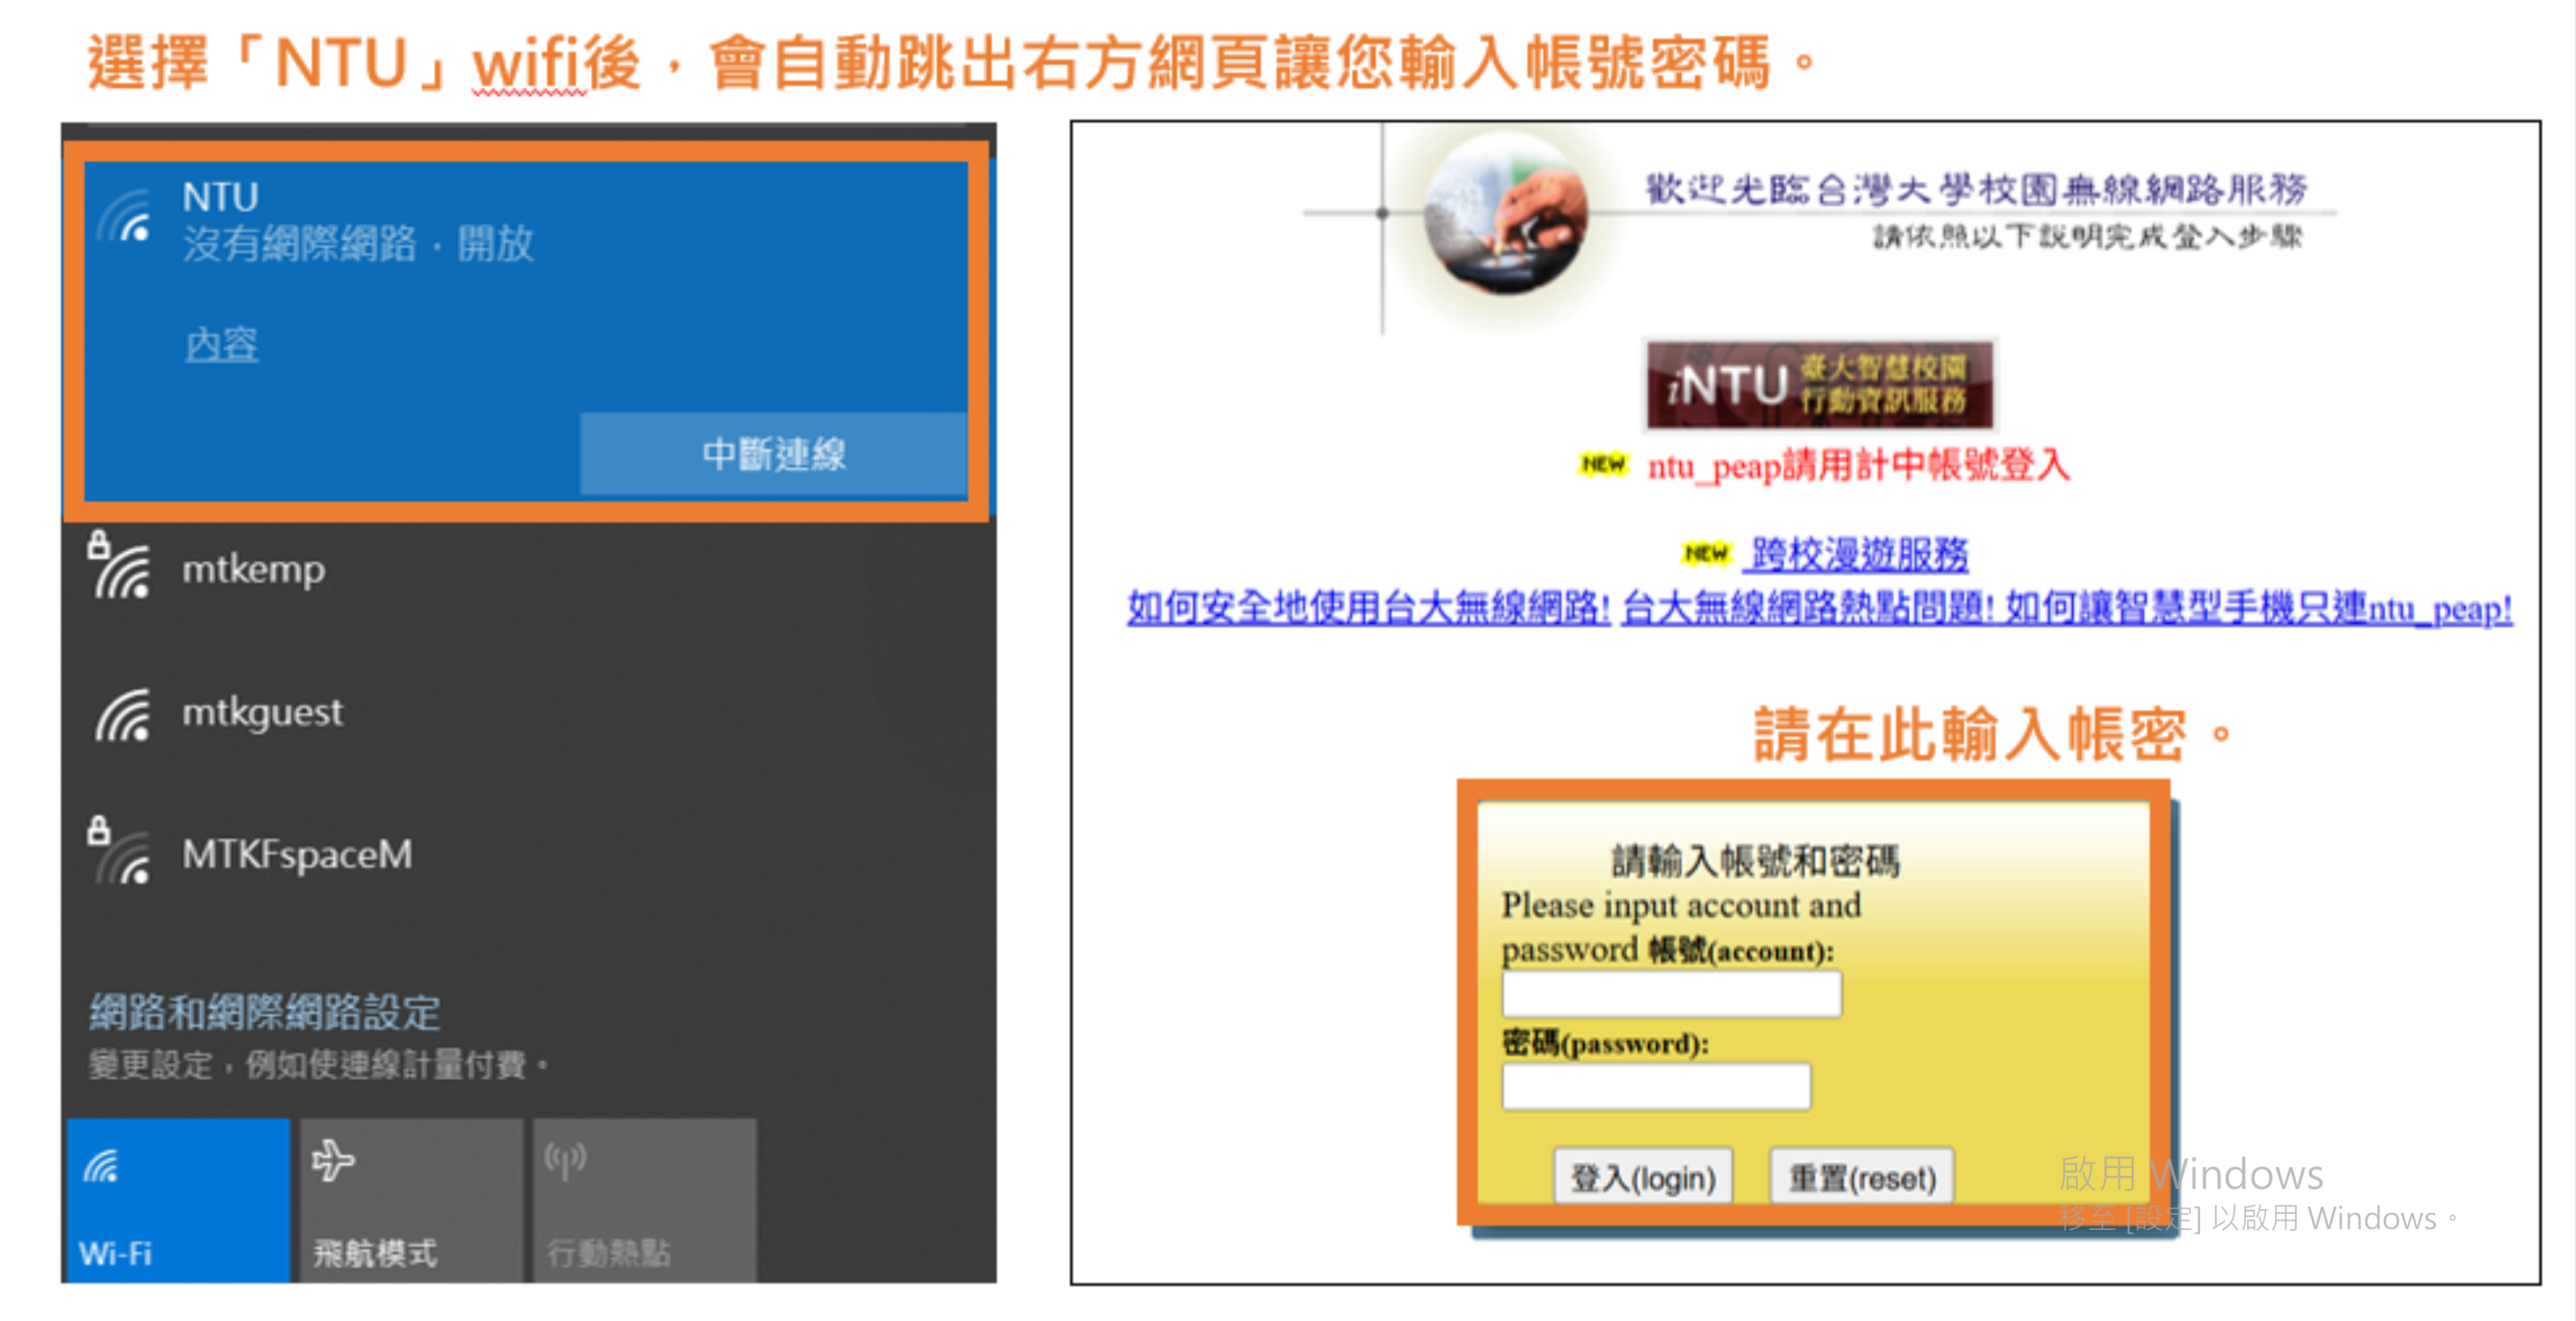 選擇「NTU」wifi後，會自動跳出右方網頁讓您輸入帳號密碼。
NTU
沒有網際網路，開放
內容
中斷連線
mtkemp
mtkguest
MTKFspaceM
網路和網際網路設定
變更設定，例如使連線計量付費。
Wi-Fi
飛航模式
行動熱點
歡迎光臨台灣大學校園無線網路服務
請依照以下說明完成登入步驟
iNTU 臺大智慧校園
行動資訊服務
NEW ntu_peap請用計中帳號登入
NEW 跨校漫遊服務
如何安全地使用台大無線網路! 台大無線網路熱點問題! 如何讓智慧型手機只連ntu_peap!
請在此輸入帳密。
請輸入帳號和密碼
Please input account and
password 帳號(account):
密碼(password):
登入(login) 重置(reset)
啟用 Windows
移至 [設定] 以啟用 Windows。